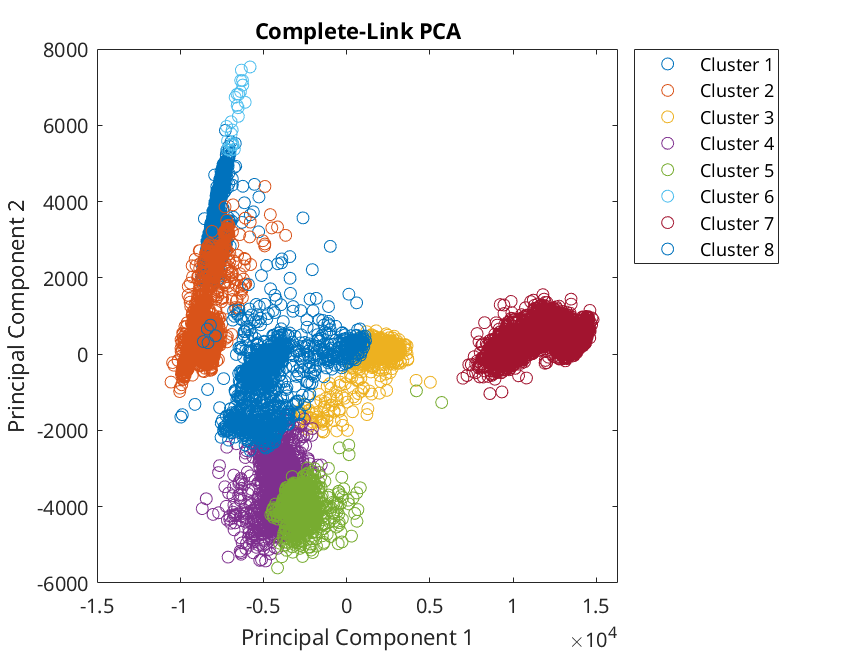 Complete-Link PCA
8000
6000
4000
2000
0
-2000
-4000
-6000
Principal Component 2
-1.5 -1 -0.5 0 0.5 1 1.5
×10⁴
Principal Component 1
Cluster 1
Cluster 2
Cluster 3
Cluster 4
Cluster 5
Cluster 6
Cluster 7
Cluster 8